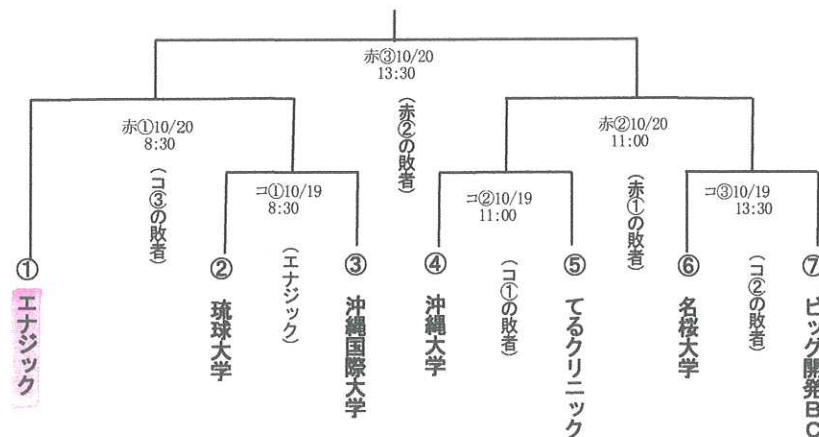 赤③10/20
13:30
(赤②の敗者)
赤①10/20
8:30
(コ③の敗者)
赤②10/20
11:00
(赤①の敗者)
コ①10/19
8:30
(エナジック)
コ②10/19
11:00
(コ①の敗者)
コ③10/19
13:30
(コ②の敗者)
① エナジック
② 琉球大学
③ 沖縄国際大学
④ 沖縄大学
⑤ てるクリニック
⑥ 名桜大学
⑦ ビッグ開発BC